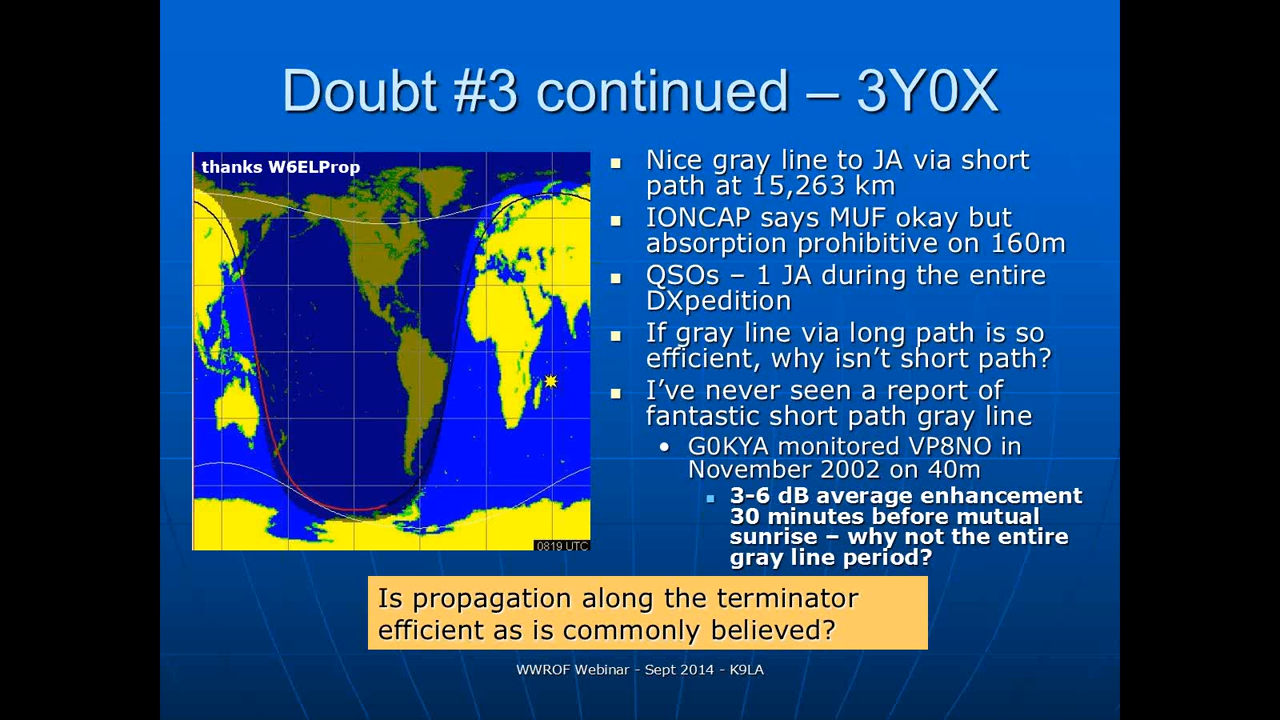 Doubt #3 continued – 3Y0X
thanks W6ELProp
0819 UTC
Nice gray line to JA via short
path at 15,263 km
IONCAP says MUF okay but
absorption prohibitive on 160m
QSOs – 1 JA during the entire
DXpedition
If gray line via long path is so
efficient, why isn't short path?
I've never seen a report of
fantastic short path gray line
G0KYA monitored VP8NO in
November 2002 on 40m
3-6 dB average enhancement
30 minutes before mutual
sunrise – why not the entire
gray line period?
Is propagation along the terminator
efficient as is commonly believed?
WWROF Webinar - Sept 2014 - K9LA